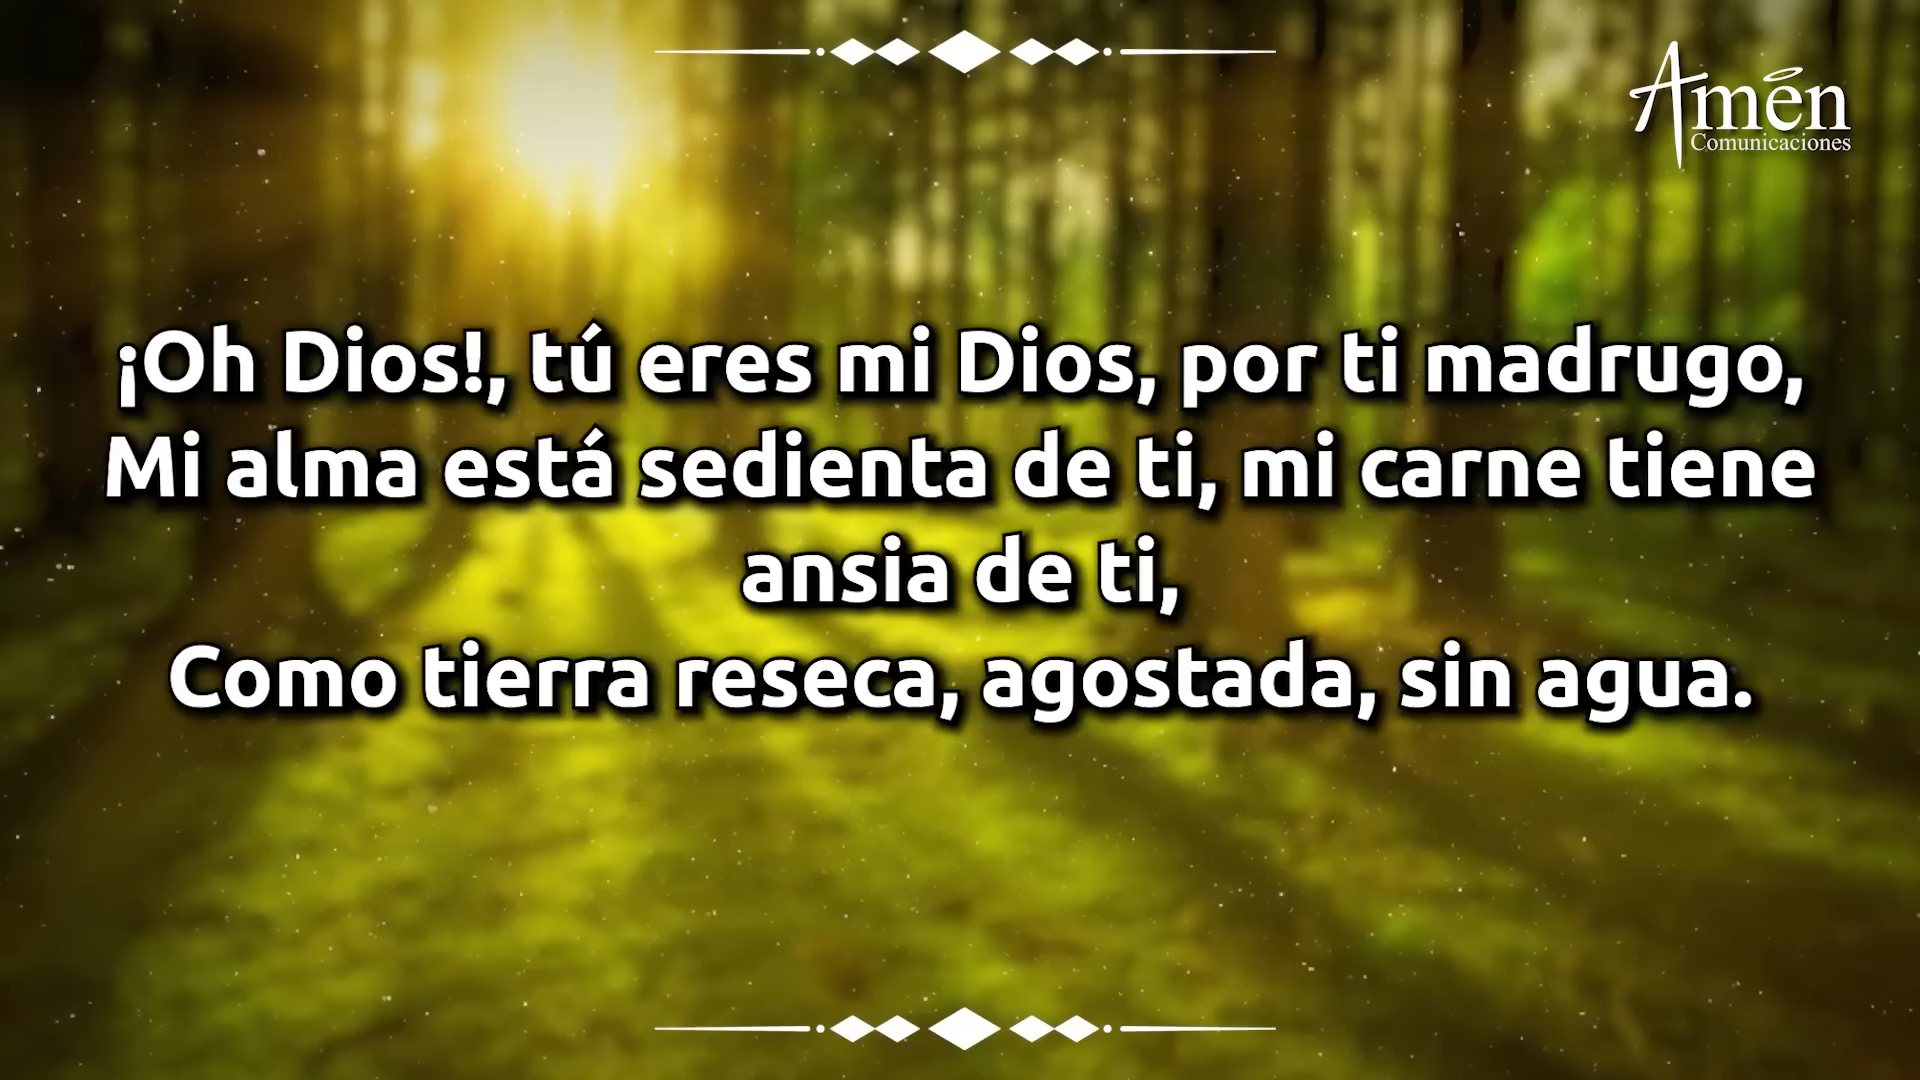 Amén
Comunicaciones
¡Oh Dios!, tú eres mi Dios, por ti madrugo,
Mi alma está sedienta de ti, mi carne tiene
ansia de ti,
Como tierra reseca, agostada, sin agua.